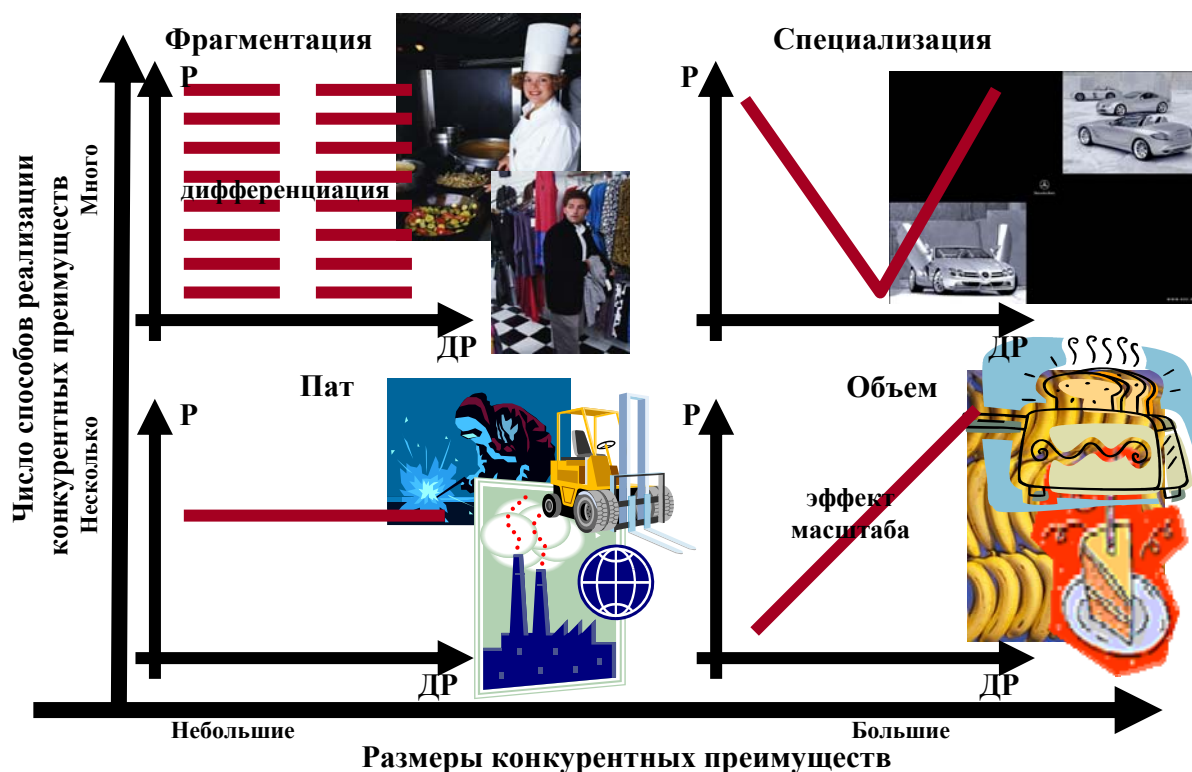 Фрагментация
Специализация
Р
Р
дифференциация
ДР
ДР
Пат
Объем
Р
Р
эффект
масштаба
ДР
ДР
Число способов реализации
конкурентных преимуществ
Много
Несколько
Небольшие
Большие
Размеры конкурентных преимуществ